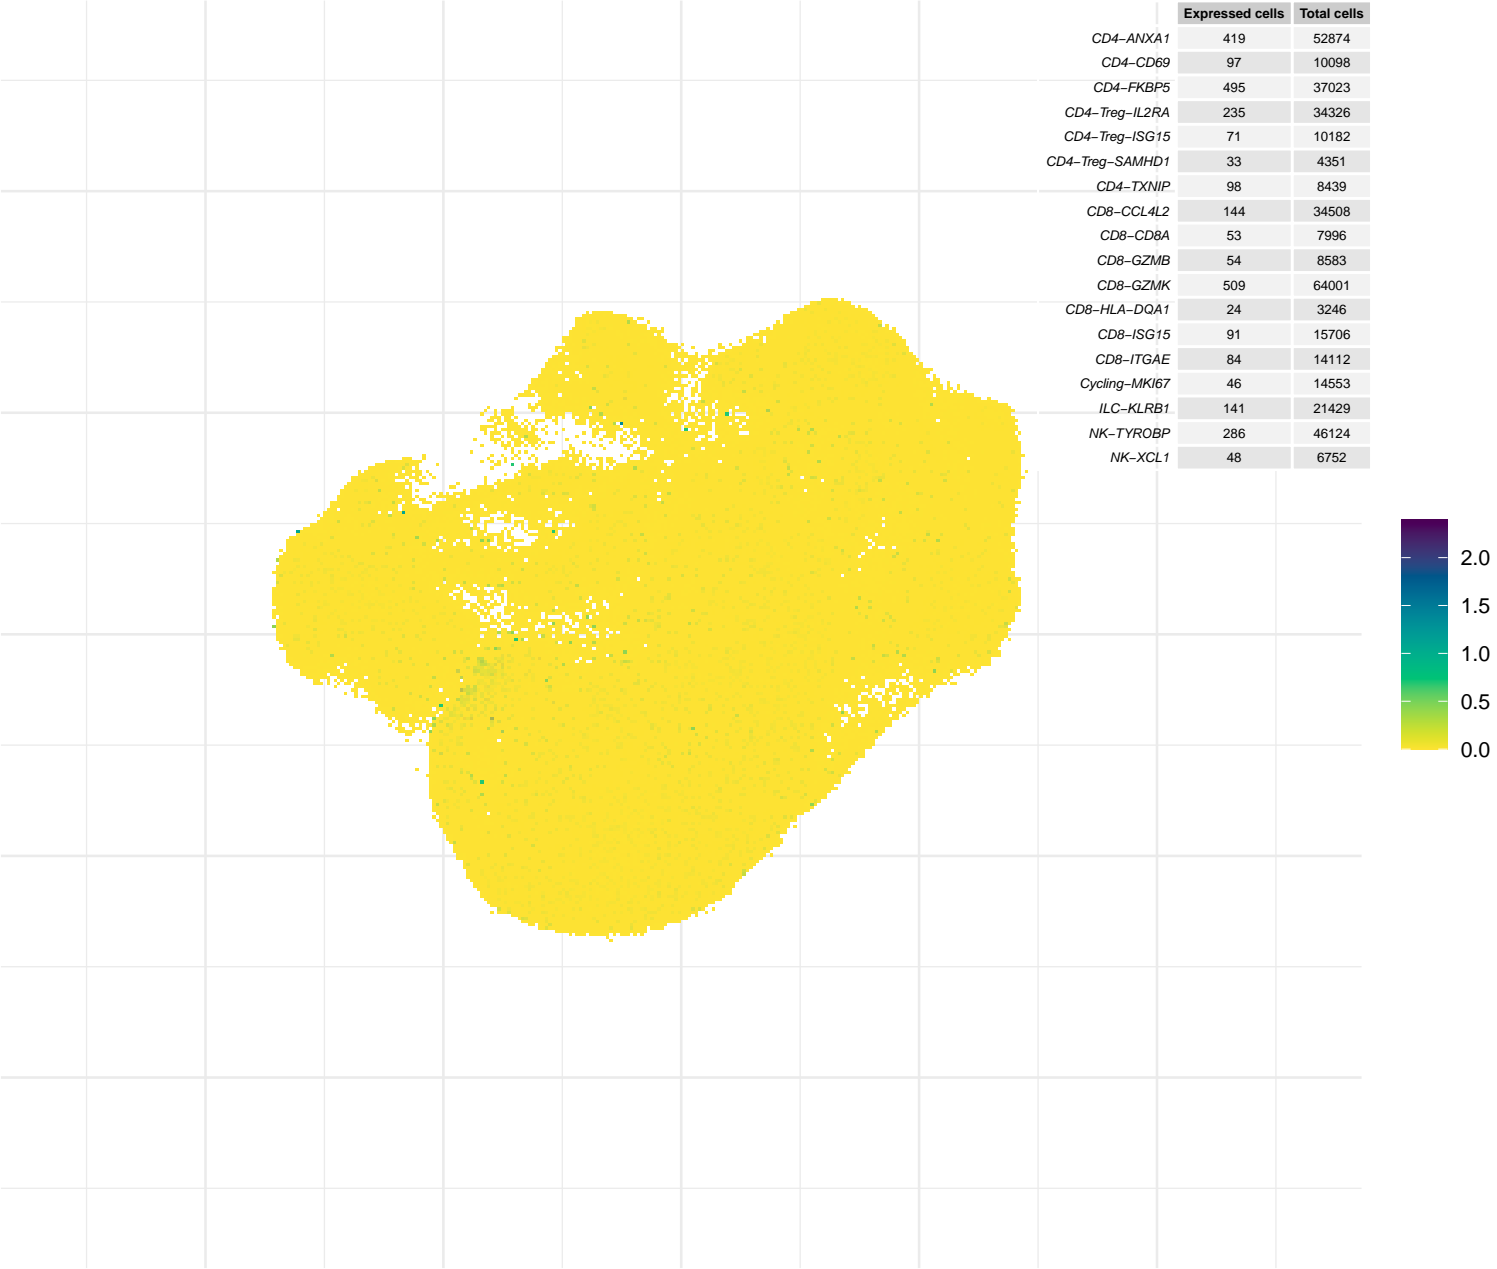 Expressed cells Total cells
CD4−ANXA1 419 52874
CD4−CD69 97 10098
CD4−FKBP5 495 37023
CD4−Treg−IL2RA 235 34326
CD4−Treg−ISG15 71 10182
CD4−Treg−SAMHD1 33 4351
CD4−TXNIP 98 8439
CD8−CCL4L2 144 34508
CD8−CD8A 53 7996
CD8−GZMB 54 8583
CD8−GZMK 509 64001
CD8−HLA−DQA1 24 3246
CD8−ISG15 91 15706
CD8−ITGAE 84 14112
Cycling−MKI67 46 14553
ILC−KLRB1 141 21429
NK−TYROBP 286 46124
NK−XCL1 48 6752
2.0
1.5
1.0
0.5
0.0